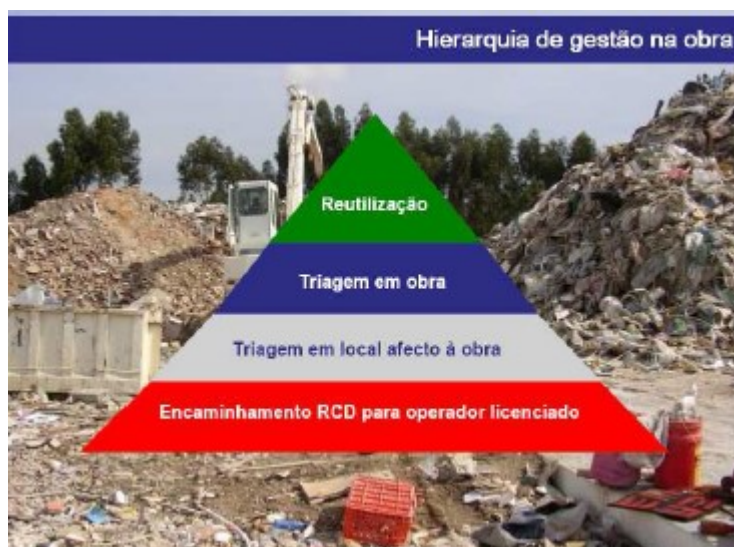 Hierarquia de gestão na obra
Reutilização
Triagem em obra
Triagem em local afecto à obra
Encaminhamento RCD para operador licenciado